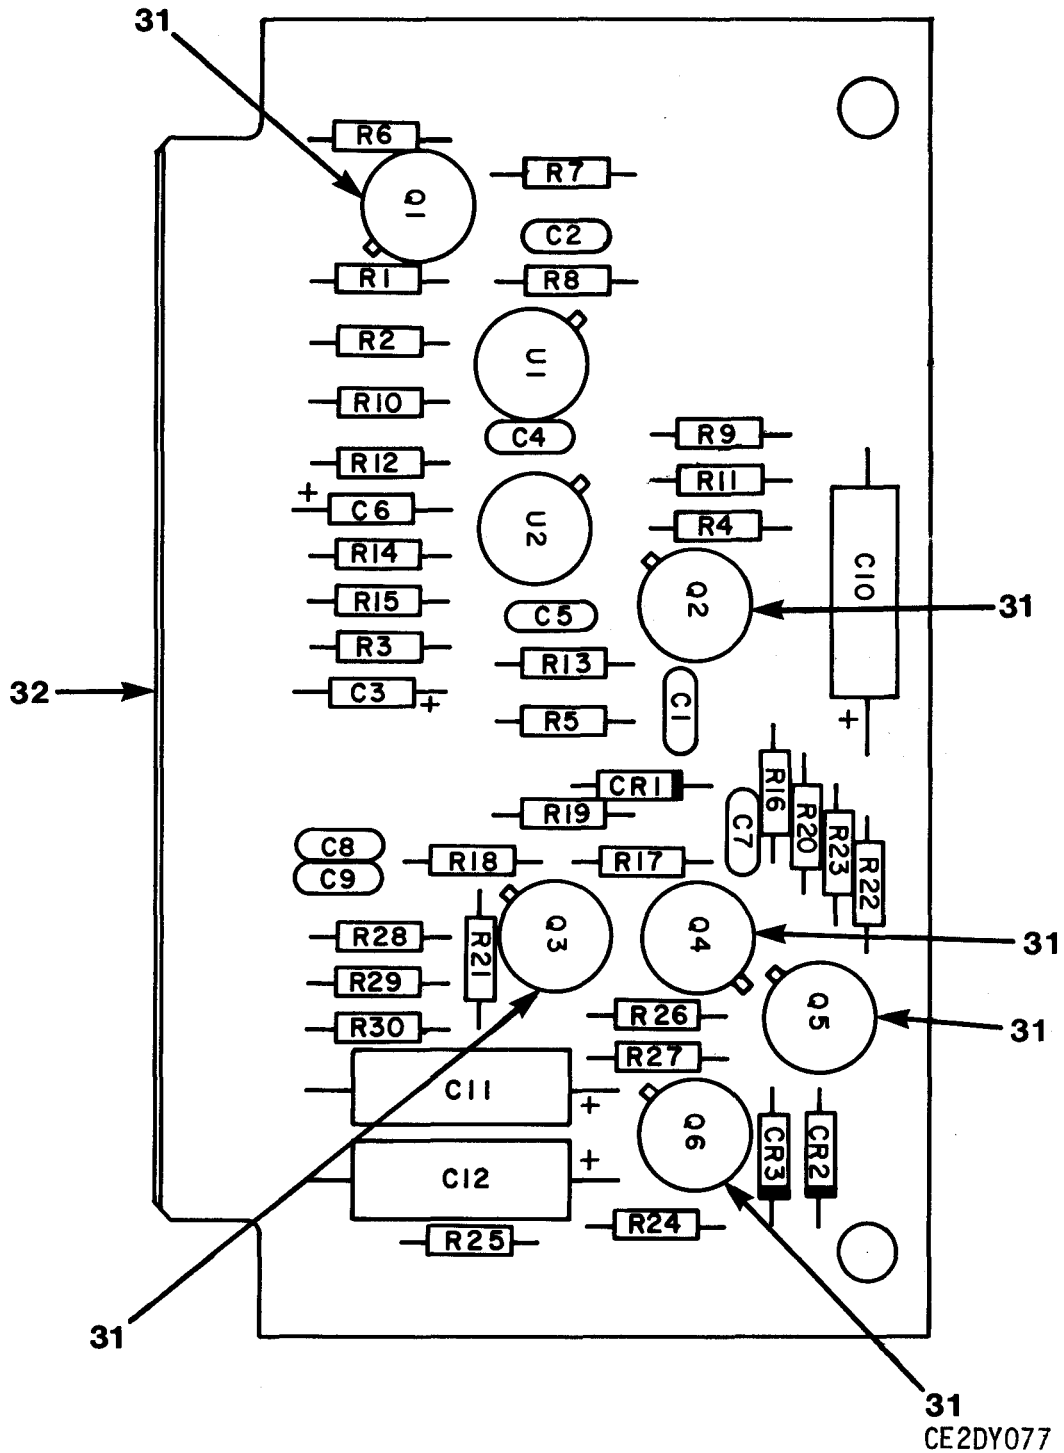 31
R6
R7
Q1
C2
R1
R8
R2
U1
R10
C4
R9
R12
R11
+
C6
U2
R4
R14
C10
R15
Q2
31
C5
R3
R13
32
C3
+
C1
R5
+
CR1
R16
R19
R20
C7
R23
C8
R18
R17
R22
C9
R28
R21
Q3
Q4
31
R29
R26
Q5
31
R30
R27
C11
+
Q6
CR3
CR2
C12
+
R24
R25
31
31
CE2DY077